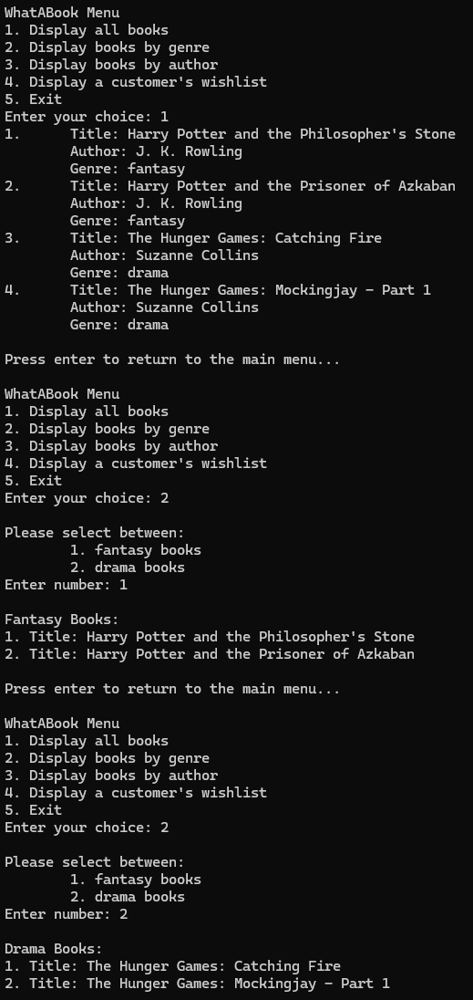 WhatABook Menu
1. Display all books
2. Display books by genre
3. Display books by author
4. Display a customer's wishlist
5. Exit
Enter your choice: 1
1. Title: Harry Potter and the Philosopher's Stone
Author: J. K. Rowling
Genre: fantasy
2. Title: Harry Potter and the Prisoner of Azkaban
Author: J. K. Rowling
Genre: fantasy
3. Title: The Hunger Games: Catching Fire
Author: Suzanne Collins
Genre: drama
4. Title: The Hunger Games: Mockingjay – Part 1
Author: Suzanne Collins
Genre: drama
Press enter to return to the main menu...
WhatABook Menu
1. Display all books
2. Display books by genre
3. Display books by author
4. Display a customer's wishlist
5. Exit
Enter your choice: 2
Please select between:
1. fantasy books
2. drama books
Enter number: 1
Fantasy Books:
1. Title: Harry Potter and the Philosopher's Stone
2. Title: Harry Potter and the Prisoner of Azkaban
Press enter to return to the main menu...
WhatABook Menu
1. Display all books
2. Display books by genre
3. Display books by author
4. Display a customer's wishlist
5. Exit
Enter your choice: 2
Please select between:
1. fantasy books
2. drama books
Enter number: 2
Drama Books:
1. Title: The Hunger Games: Catching Fire
2. Title: The Hunger Games: Mockingjay – Part 1